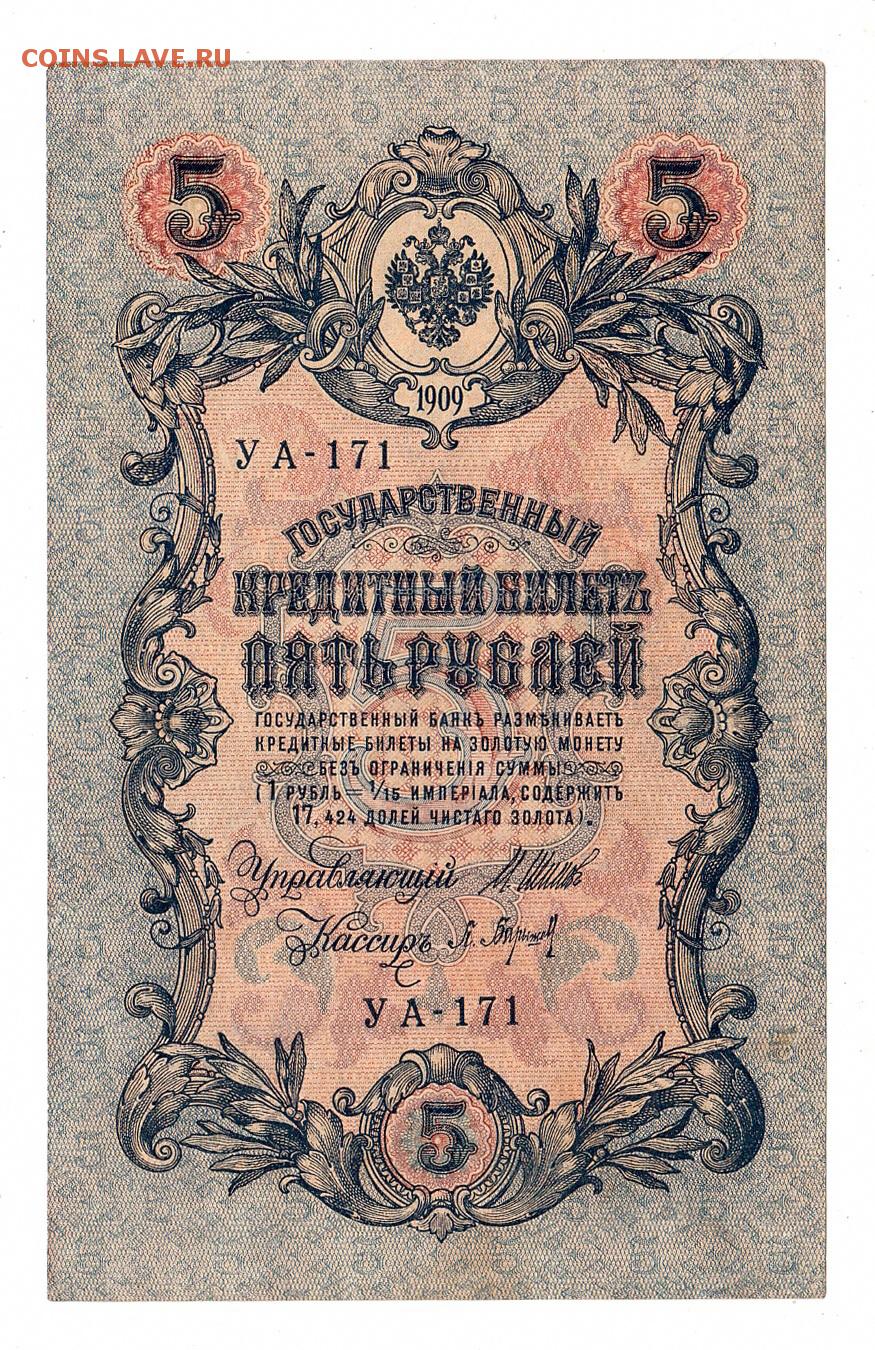 COINS.LAVE.RU
5 5
1909
УА-171
ГОСУДАРСТВЕННЫЙ
КРЕДИТНЫЙ БИЛЕТЪ
ПЯТЬ РУБЛЕЙ
ГОСУДАРСТВЕННЫЙ БАНКЪ РАЗМѢНИВАЕТЪ
КРЕДИТНЫЕ БИЛЕТЫ НА ЗОЛОТУЮ МОНЕТУ
БЕЗЪ ОГРАНИЧЕНІЯ СУММЫ
(1 РУБЛЬ = 1/15 ИМПЕРІАЛА, СОДЕРЖИТЪ
17,424 ДОЛЕЙ ЧИСТАГО ЗОЛОТА).
Управляющій
Кассиръ
УА-171
5